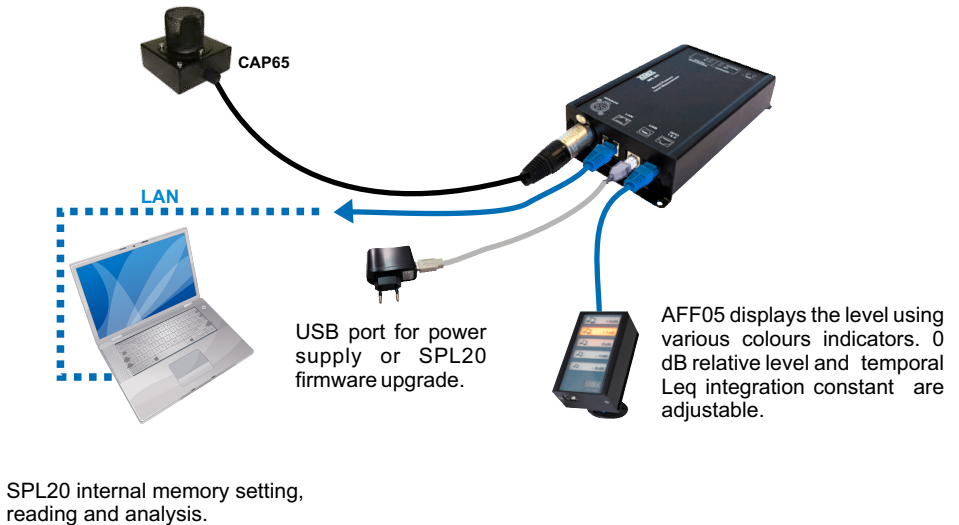 CAP65
LAN
USB port for power
supply or SPL20
firmware upgrade.
AFF05 displays the level using
various colours indicators. 0
dB relative level and temporal
Leq integration constant are
adjustable.
SPL20 internal memory setting,
reading and analysis.